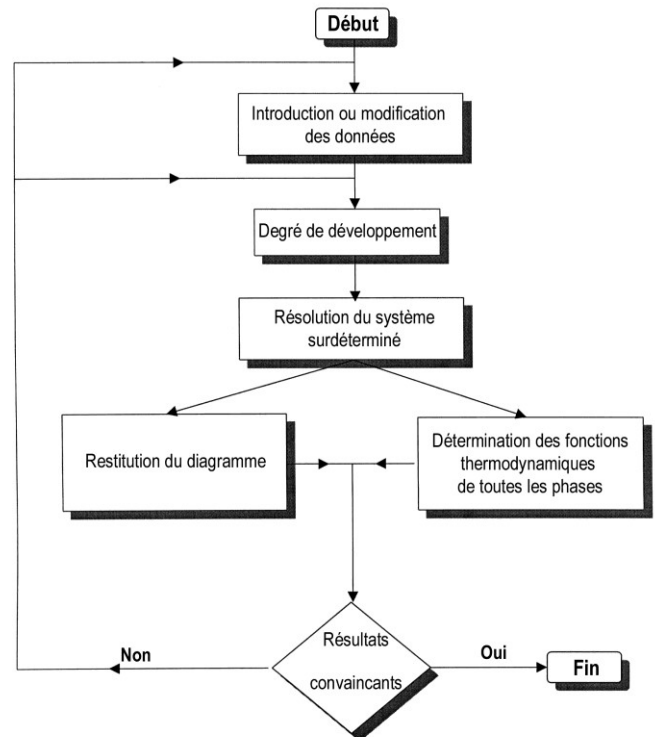 Début
Introduction ou modification
des données
Degré de développement
Résolution du système
surdéterminé
Restitution du diagramme
Détermination des fonctions
thermodynamiques
de toutes les phases
Résultats
convaincants
Non
Oui
Fin